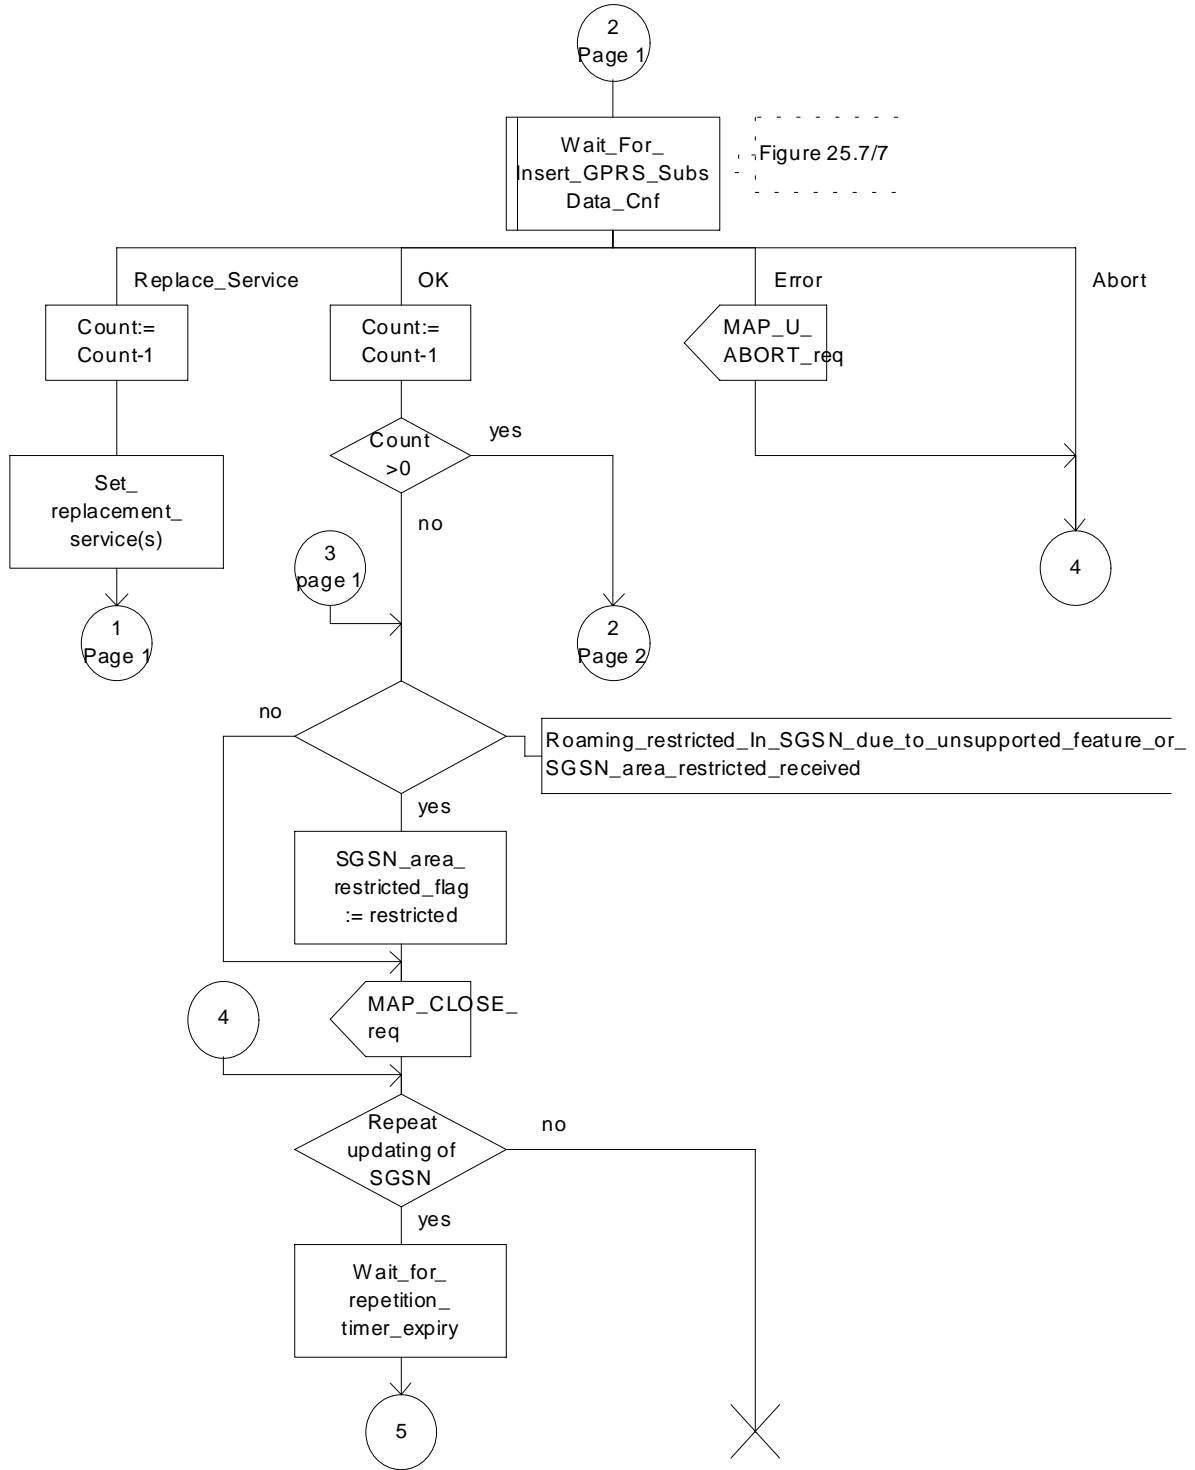 2
Page 1
Wait_For_
Insert_GPRS_Subs
Data_Cnf
Figure 25.7/7
Replace_Service
OK
Error
Abort
Count:=
Count-1
Count:=
Count-1
MAP_U_
ABORT_req
Count
>0
yes
no
Set_
replacement_
service(s)
3
page 1
4
1
Page 1
2
Page 2
no
Roaming_restricted_In_SGSN_due_to_unsupported_feature_or_
SGSN_area_restricted_received
yes
SGSN_area_
restricted_flag
:= restricted
4
MAP_CLOSE_
req
Repeat
updating of
SGSN
no
yes
Wait_for_
repetition_
timer_expiry
5